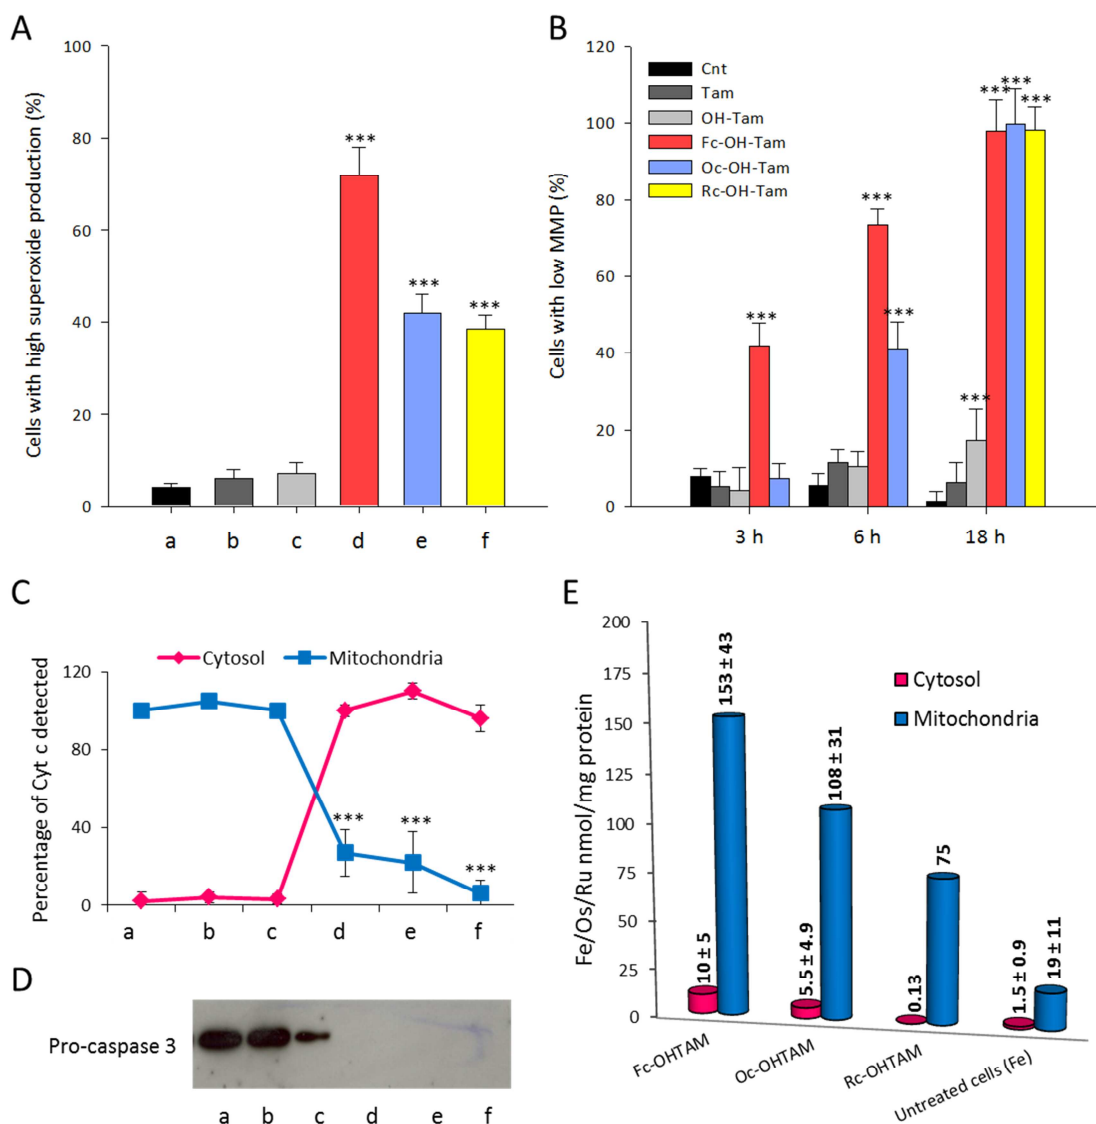 A
Cells with high superoxide production (%)
100
80
60
40
20
0
***
***
***
a b c d e f
B
Cells with low MMP (%)
120
100
80
60
40
20
0
Cnt
Tam
OH-Tam
Fc-OH-Tam
Oc-OH-Tam
Rc-OH-Tam
***
***
***
***
***
***
***
3 h 6 h 18 h
C
Cytosol Mitochondria
Percentage of Cyt c detected
120
80
40
0
***
***
***
a b c d e f
D
Pro-caspase 3
a b c d e f
E
Fe/Os/Ru nmol/mg protein
200
175
150
125
100
75
50
25
0
Cytosol
Mitochondria
10 ± 5
153 ± 43
5.5 ± 4.9
108 ± 31
0.13
75
1.5 ± 0.9
19 ± 11
Fc-OHTAM
Oc-OHTAM
Rc-OHTAM
Untreated cells (Fe)